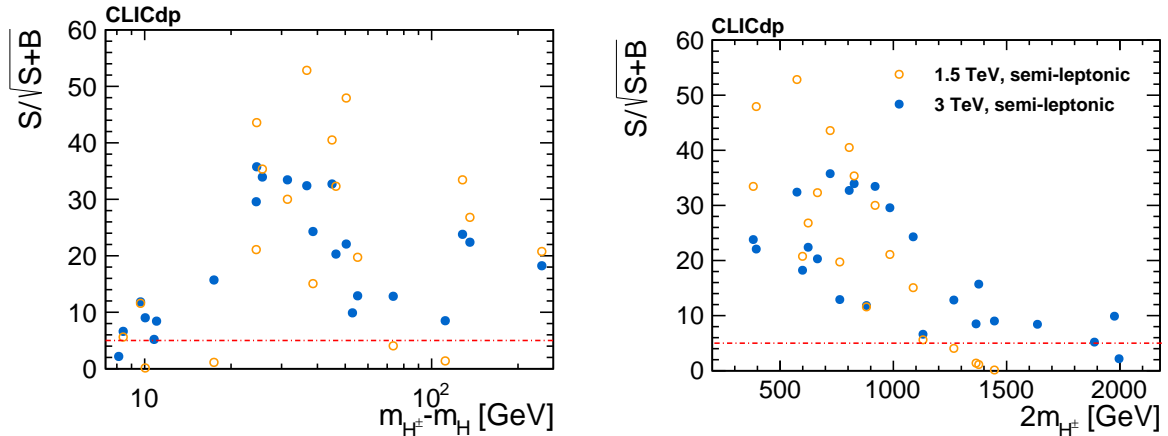 CLICdp
S/√S+B
60
50
40
30
20
10
0
10
10²
m_H±-m_H [GeV]
CLICdp
S/√S+B
60
50
40
30
20
10
0
1.5 TeV, semi-leptonic
3 TeV, semi-leptonic
500 1000 1500 2000
2m_H± [GeV]